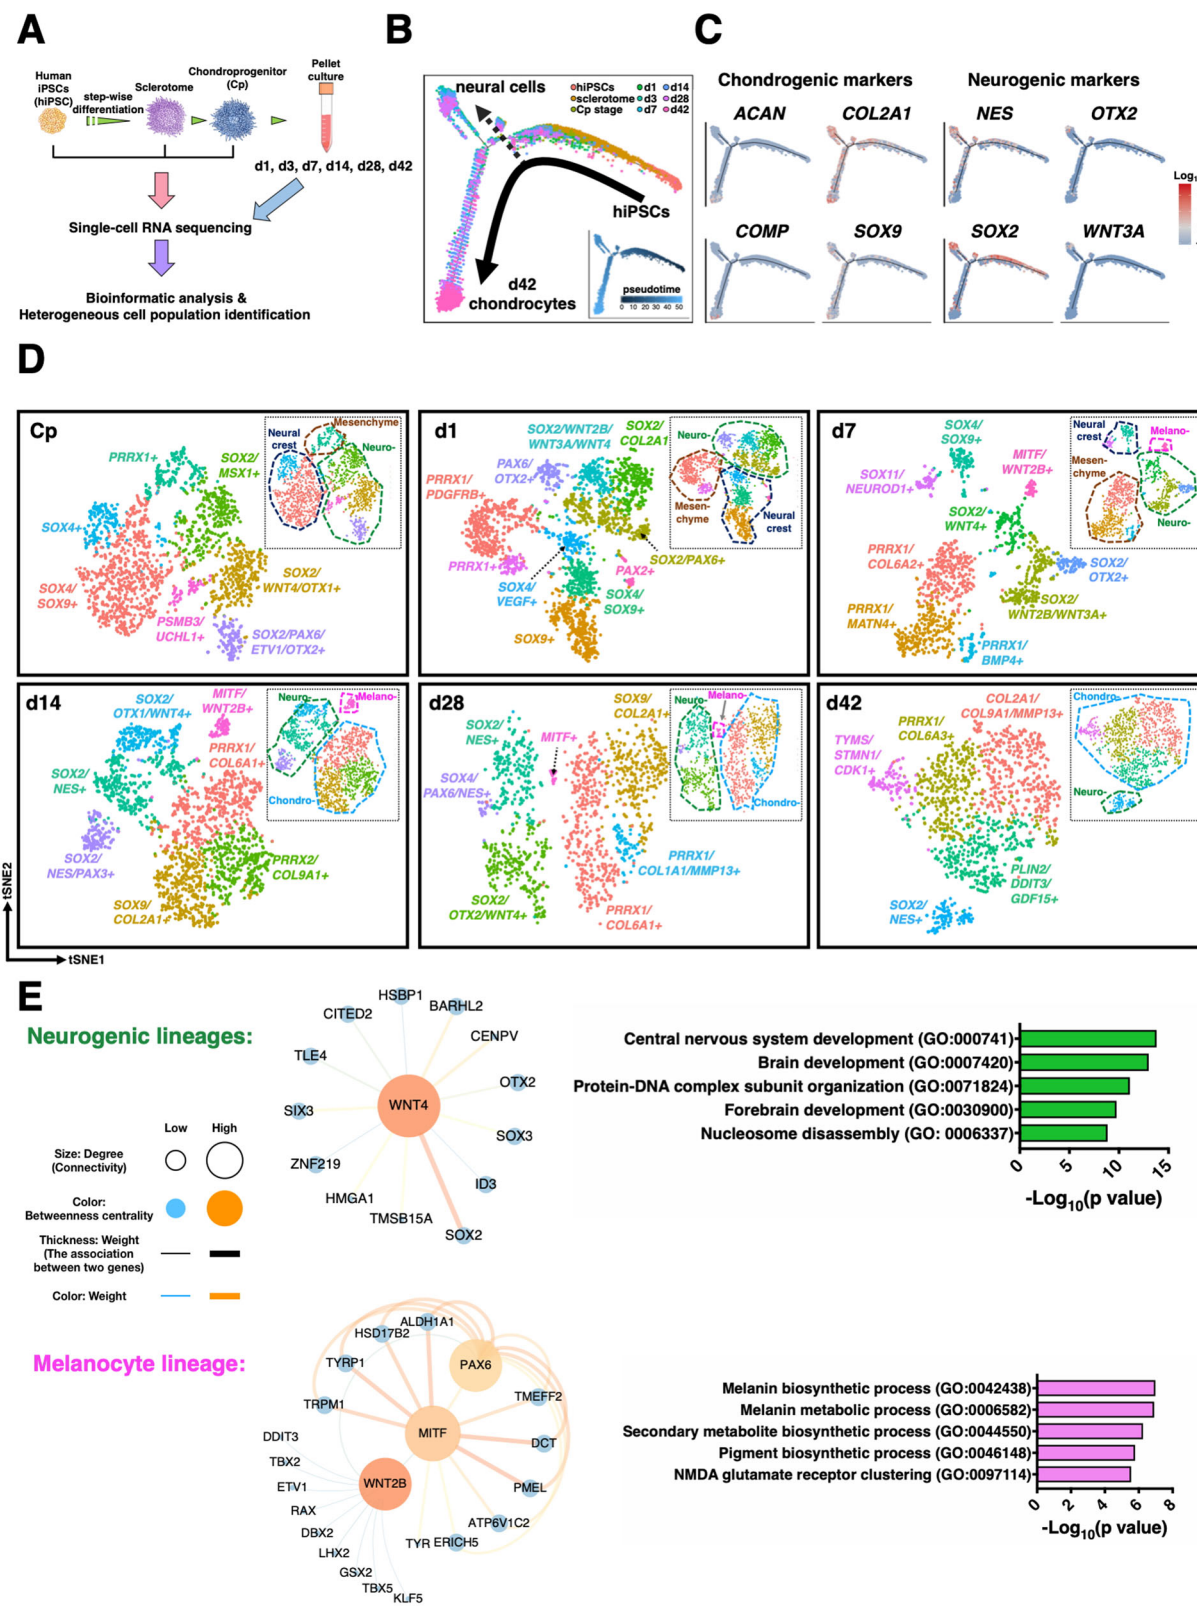 A
Human
iPSCs
(hiPSC)
step-wise
differentiation
Sclerotome
Chondroprogenitor
(Cp)
Pellet
culture
d1, d3, d7, d14, d28, d42
Single-cell RNA sequencing
Bioinformatic analysis &
Heterogeneous cell population identification
B
neural cells
hiPSCs
sclerotome
Cp stage
d1
d3
d7
d14
d28
d42
hiPSCs
d42
chondrocytes
pseudotime
0 10 20 30 40 50
C
Chondrogenic markers
Neurogenic markers
ACAN
COL2A1
NES
OTX2
COMP
SOX9
SOX2
WNT3A
D
Cp
PRRX1+
SOX2/
MSX1+
SOX4+
SOX4/
SOX9+
SOX2/
WNT4/OTX1+
PSMB3/
UCHL1+
SOX2/PAX6/
ETV1/OTX2+
Neural
crest
Mesenchyme
Neuro-
d1
SOX2/WNT2B/
WNT3A/WNT4
SOX2/
COL2A1
PAX6/
OTX2+
PRRX1/
PDGFRB+
PRRX1+
SOX4/
VEGF+
SOX2/PAX6+
PAX2+
SOX4/
SOX9+
SOX9+
Neuro-
Mesen-
chyme
Neural
crest
d7
SOX4/
SOX9+
SOX11/
NEUROD1+
MITF/
WNT2B+
SOX2/
WNT4+
PRRX1/
COL6A2+
SOX2/
OTX2+
SOX2/
WNT2B/WNT3A+
PRRX1/
MATN4+
PRRX1/
BMP4+
Neural
crest
Melano-
Mesen-
chyme
Neuro-
d14
SOX2/
OTX1/WNT4+
MITF/
WNT2B+
PRRX1/
COL6A1+
SOX2/
NES+
SOX2/
NES/PAX3+
PRRX2/
COL9A1+
SOX9/
COL2A1+
Neuro-
Melano-
Chondro-
d28
SOX2/
NES+
MITF+
SOX9/
COL2A1+
SOX4/
PAX6/NES+
PRRX1/
COL1A1/MMP13+
SOX2/
OTX2/WNT4+
PRRX1/
COL6A1+
Melano-
Neuro-
Chondro-
d42
PRRX1/
COL6A3+
COL2A1/
COL9A1/MMP13+
TYMS/
STMN1/
CDK1+
PLIN2/
DDIT3/
GDF15+
SOX2/
NES+
Chondro-
Neuro-
tSNE2
tSNE1
E
Neurogenic lineages:
Low
High
Size: Degree
(Connectivity)
Color:
Betweenness centrality
Thickness: Weight
(The association
between two genes)
Color: Weight
HSBP1
BARHL2
CITED2
CENPV
TLE4
OTX2
WNT4
SIX3
SOX3
ZNF219
ID3
HMGA1
TMSB15A
SOX2
Central nervous system development (GO:000741)
Brain development (GO:0007420)
Protein-DNA complex subunit organization (GO:0071824)
Forebrain development (GO:0030900)
Nucleosome disassembly (GO: 0006337)
0 5 10 15
-Log10(p value)
Melanocyte lineage:
ALDH1A1
HSD17B2
TYRP1
PAX6
TRPM1
TMEFF2
MITF
DDIT3
DCT
TBX2
WNT2B
ETV1
PMEL
RAX
DBX2
ATP6V1C2
LHX2
TYR
ERICH5
GSX2
TBX5
KLF5
Melanin biosynthetic process (GO:0042438)
Melanin metabolic process (GO:0006582)
Secondary metabolite biosynthetic process (GO:0044550)
Pigment biosynthetic process (GO:0046148)
NMDA glutamate receptor clustering (GO:0097114)
0 2 4 6 8
-Log10(p value)